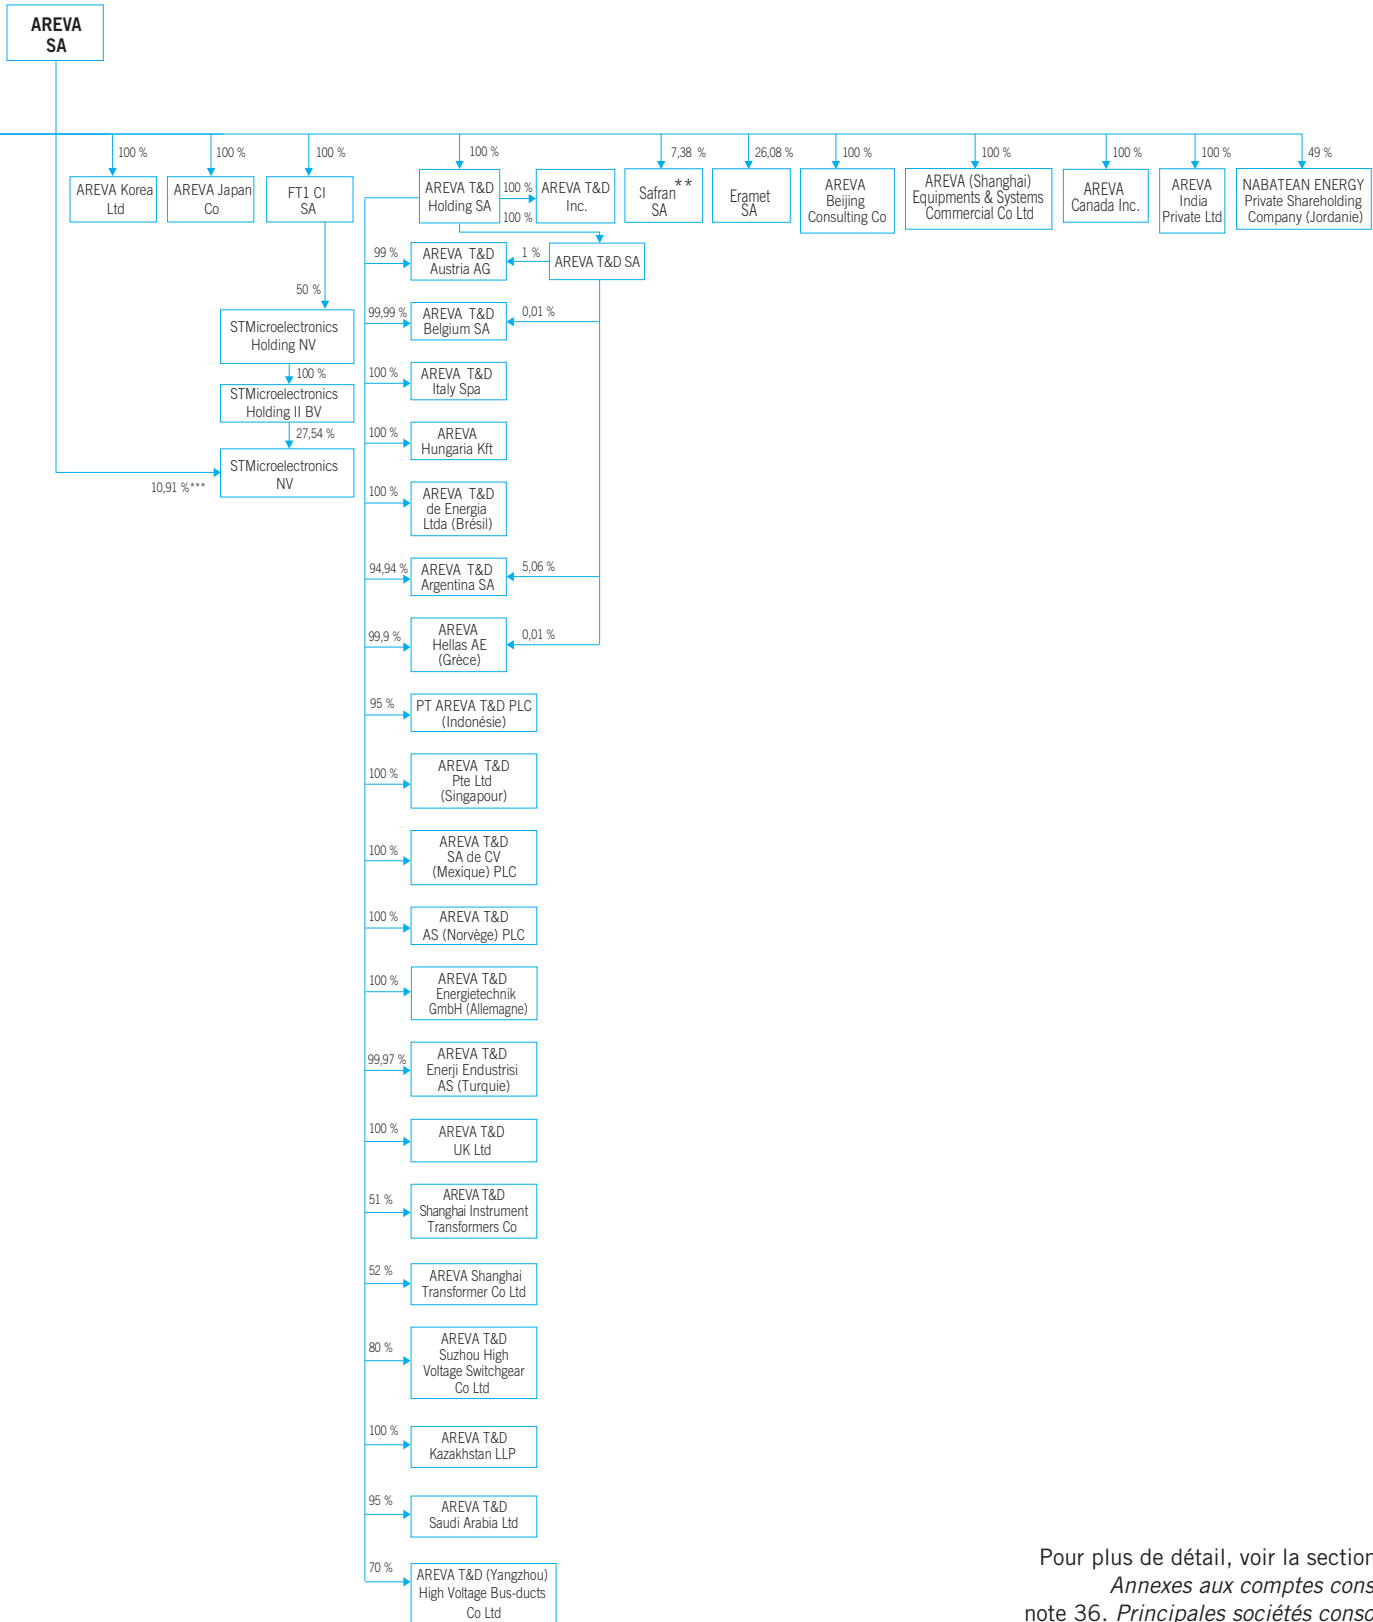 AREVA
SA
100 %
100 %
100 %
100 %
7,38 %
26,08 %
100 %
100 %
100 %
100 %
49 %
AREVA Korea
Ltd
AREVA Japan
Co
FT1 CI
SA
AREVA T&D
Holding SA
100 %
100 %
AREVA T&D
Inc.
Safran**
SA
Eramet
SA
AREVA
Beijing
Consulting Co
AREVA (Shanghai)
Equipments & Systems
Commercial Co Ltd
AREVA
Canada Inc.
AREVA
India
Private Ltd
NABATEAN ENERGY
Private Shareholding
Company (Jordanie)
99 %
AREVA T&D
Austria AG
1 %
AREVA T&D SA
50 %
STMicroelectronics
Holding NV
100 %
STMicroelectronics
Holding II BV
27,54 %
STMicroelectronics
NV
10,91 %***
99,99 %
AREVA T&D
Belgium SA
0,01 %
100 %
AREVA T&D
Italy Spa
100 %
AREVA
Hungaria Kft
100 %
AREVA T&D
de Energia
Ltda (Brésil)
94,94 %
AREVA T&D
Argentina SA
5,06 %
99,9 %
AREVA
Hellas AE
(Grèce)
0,01 %
95 %
PT AREVA T&D PLC
(Indonésie)
100 %
AREVA T&D
Pte Ltd
(Singapour)
100 %
AREVA T&D
SA de CV
(Mexique) PLC
100 %
AREVA T&D
AS (Norvège) PLC
100 %
AREVA T&D
Energietechnik
GmbH (Allemagne)
99,97 %
AREVA T&D
Enerji Endustrisi
AS (Turquie)
100 %
AREVA T&D
UK Ltd
51 %
AREVA T&D
Shanghai Instrument
Transformers Co
52 %
AREVA Shanghai
Transformer Co Ltd
80 %
AREVA T&D
Suzhou High
Voltage Switchgear
Co Ltd
100 %
AREVA T&D
Kazakhstan LLP
95 %
AREVA T&D
Saudi Arabia Ltd
70 %
AREVA T&D (Yangzhou)
High Voltage Bus-ducts
Co Ltd
Pour plus de détail, voir la section
Annexes aux comptes cons
note 36. Principales sociétés conso